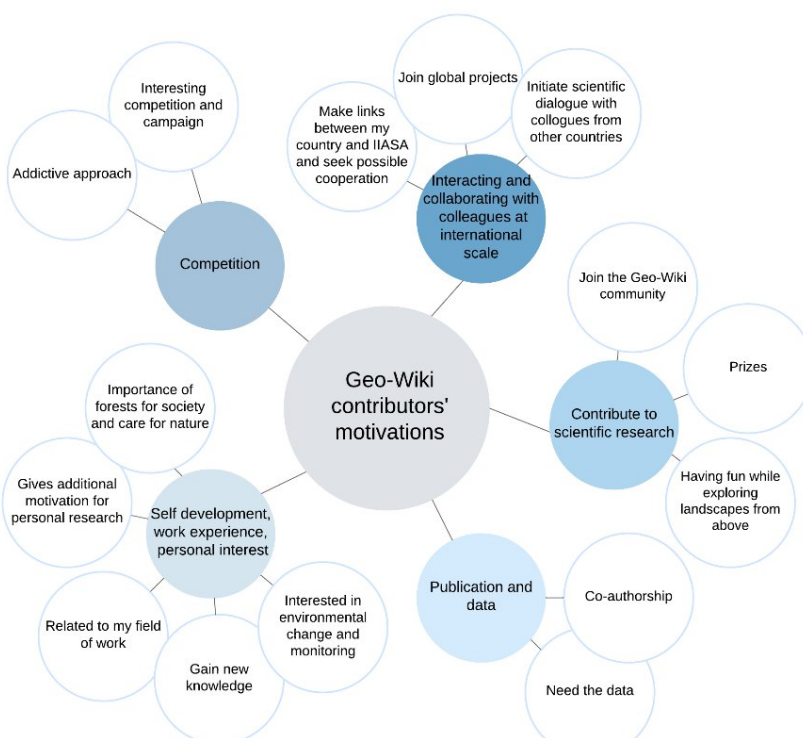 Interesting
competition and
campaign
Addictive approach
Competition
Join global projects
Make links
between my
country and IIASA
and seek possible
cooperation
Initiate scientific
dialogue with
collogues from
other countries
Interacting and
collaborating with
colleagues at
international
scale
Join the Geo-Wiki
community
Prizes
Contribute to
scientific research
Having fun while
exploring
landscapes from
above
Geo-Wiki
contributors'
motivations
Importance of
forests for society
and care for nature
Gives additional
motivation for
personal research
Self development,
work experience,
personal interest
Related to my field
of work
Gain new
knowledge
Interested in
environmental
change and
monitoring
Publication and
data
Co-authorship
Need the data